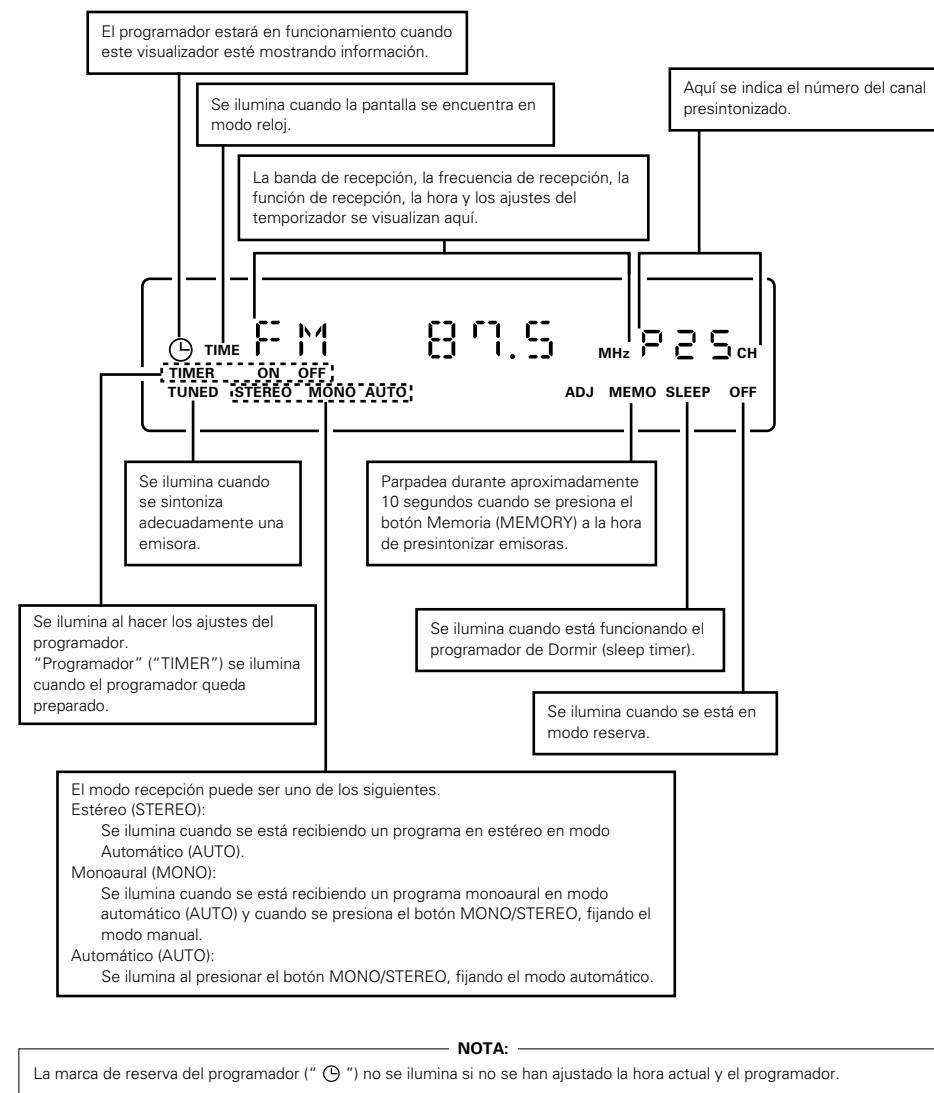 El programador estará en funcionamiento cuando
este visualizador esté mostrando información.
Se ilumina cuando la pantalla se encuentra en
modo reloj.
Aquí se indica el número del canal
presintonizado.
La banda de recepción, la frecuencia de recepción, la
función de recepción, la hora y los ajustes del
temporizador se visualizan aquí.
TIME FM 87.5 MHz P25 CH
TIMER ON OFF
TUNED STEREO MONO AUTO ADJ MEMO SLEEP OFF
Se ilumina cuando
se sintoniza
adecuadamente una
emisora.
Parpadea durante aproximadamente
10 segundos cuando se presiona el
botón Memoria (MEMORY) a la hora
de presintonizar emisoras.
Se ilumina al hacer los ajustes del
programador.
“Programador” (“TIMER”) se ilumina
cuando el programador queda
preparado.
Se ilumina cuando está funcionando el
programador de Dormir (sleep timer).
Se ilumina cuando se está en
modo reserva.
El modo recepción puede ser uno de los siguientes.
Estéreo (STEREO):
Se ilumina cuando se está recibiendo un programa en estéreo en modo
Automático (AUTO).
Monoaural (MONO):
Se ilumina cuando se está recibiendo un programa monoaural en modo
automático (AUTO) y cuando se presiona el botón MONO/STEREO, fijando el
modo manual.
Automático (AUTO):
Se ilumina al presionar el botón MONO/STEREO, fijando el modo automático.
NOTA:
La marca de reserva del programador (“ ”) no se ilumina si no se han ajustado la hora actual y el programador.